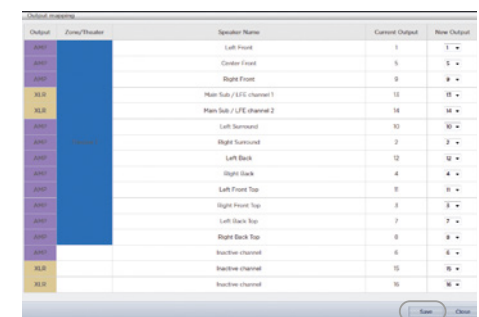 Output mapping
Output Zone/Theater Speaker Name Current Output New Output
AMP Left Front 1 1
AMP Center Front 5 5
AMP Right Front 9 9
XLR Main Sub / LFE channel 1 13 13
XLR Main Sub / LFE channel 2 14 14
AMP Left Surround 10 10
AMP Right Surround 2 2
AMP Left Back 12 12
AMP Right Back 4 4
AMP Left Front Top 11
AMP Right Front Top 3 3
AMP Left Back Top 7 7
AMP Right Back Top 8 8
AMP Inactive channel 6 6
XLR Inactive channel 15 15
XLR Inactive channel 16 16
Save Close